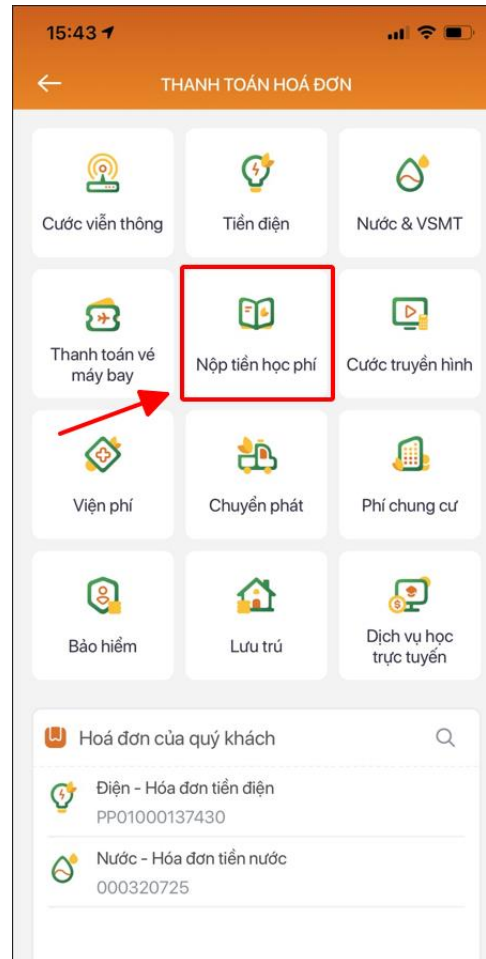 15:43
THANH TOÁN HOÁ ĐƠN
Cước viễn thông
Tiền điện
Nước & VSMT
Thanh toán vé
máy bay
Nộp tiền học phí
Cước truyền hình
Viện phí
Chuyển phát
Phí chung cư
Bảo hiểm
Lưu trú
Dịch vụ học
trực tuyến
Hoá đơn của quý khách
Điện - Hóa đơn tiền điện
PP01000137430
Nước - Hóa đơn tiền nước
000320725